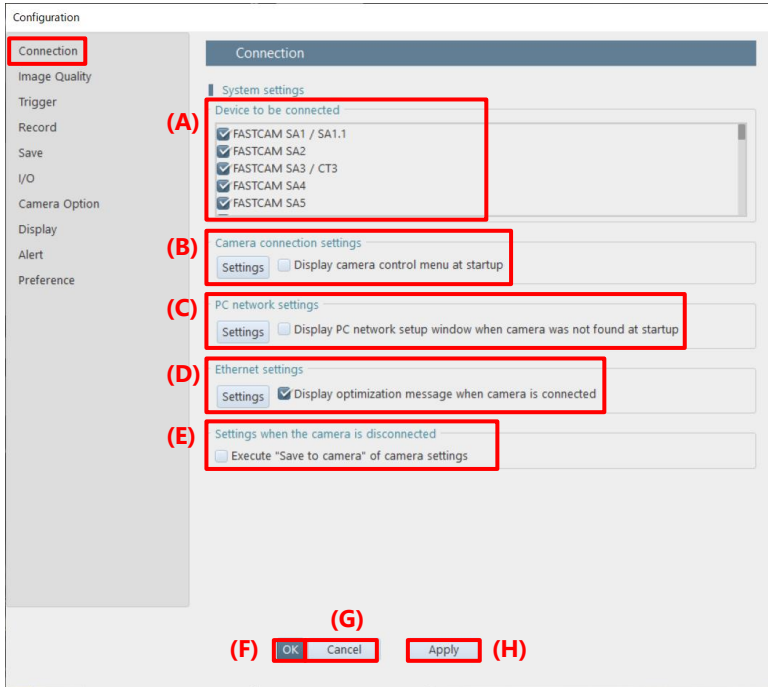 Configuration
Connection
Image Quality
Trigger
Record
Save
I/O
Camera Option
Display
Alert
Preference
Connection
System settings
(A)
Device to be connected
FASTCAM SA1 / SA1.1
FASTCAM SA2
FASTCAM SA3 / CT3
FASTCAM SA4
FASTCAM SA5
(B)
Camera connection settings
Settings Display camera control menu at startup
(C)
PC network settings
Settings Display PC network setup window when camera was not found at startup
(D)
Ethernet settings
Settings Display optimization message when camera is connected
(E)
Settings when the camera is disconnected
Execute "Save to camera" of camera settings
(G)
(F) OK Cancel Apply (H)